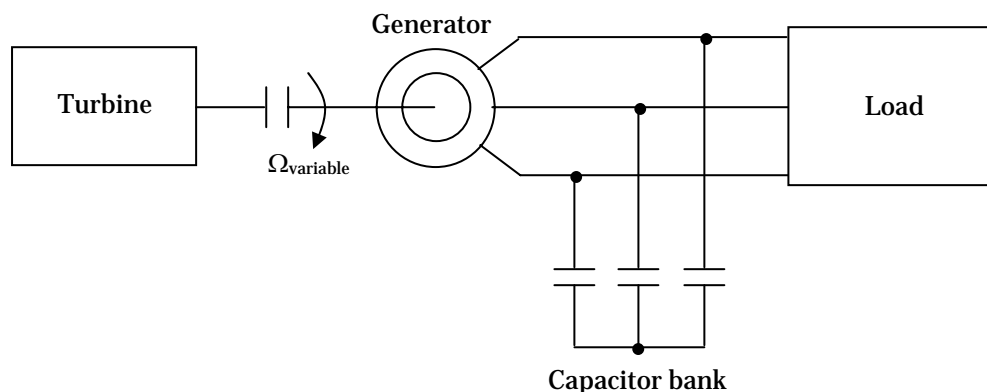 Generator
Turbine
Load
Ωvariable
Capacitor bank